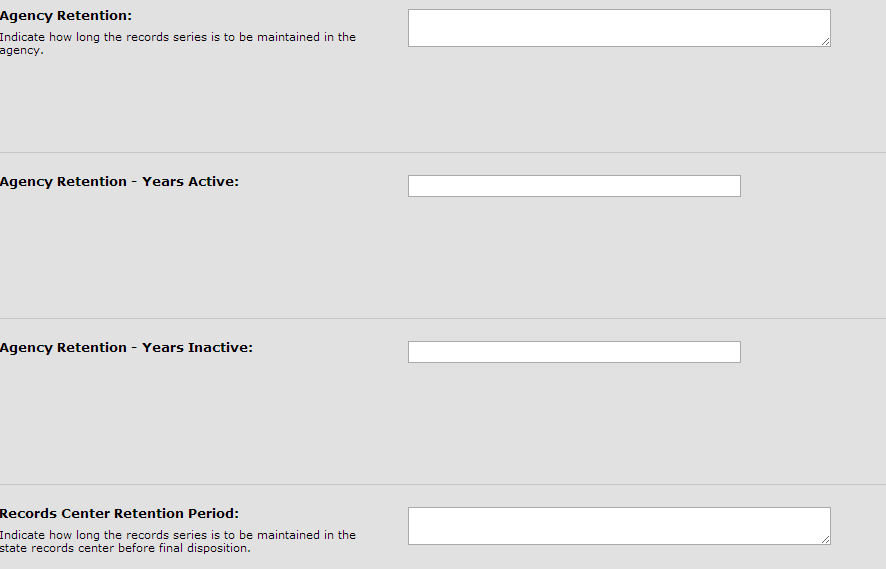 Agency Retention:
Indicate how long the records series is to be maintained in the
agency.
Agency Retention - Years Active:
Agency Retention - Years Inactive:
Records Center Retention Period:
Indicate how long the records series is to be maintained in the
state records center before final disposition.